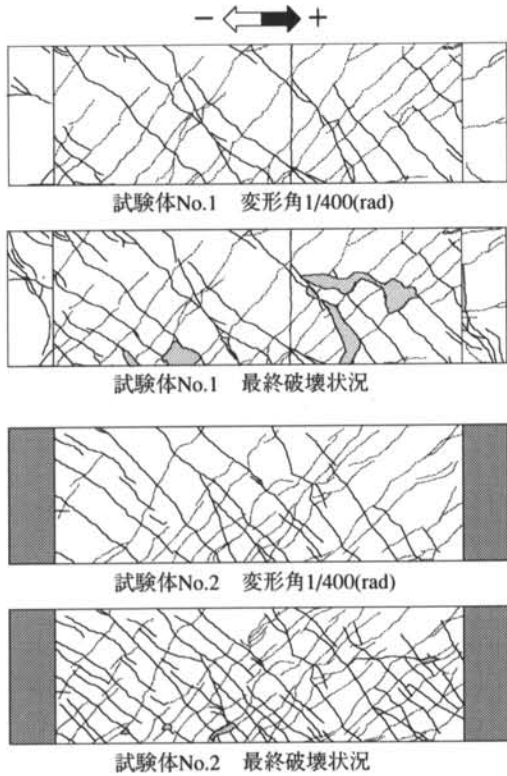 − +
試験体No.1 変形角1/400(rad)
試験体No.1 最終破壊状況
試験体No.2 変形角1/400(rad)
試験体No.2 最終破壊状況